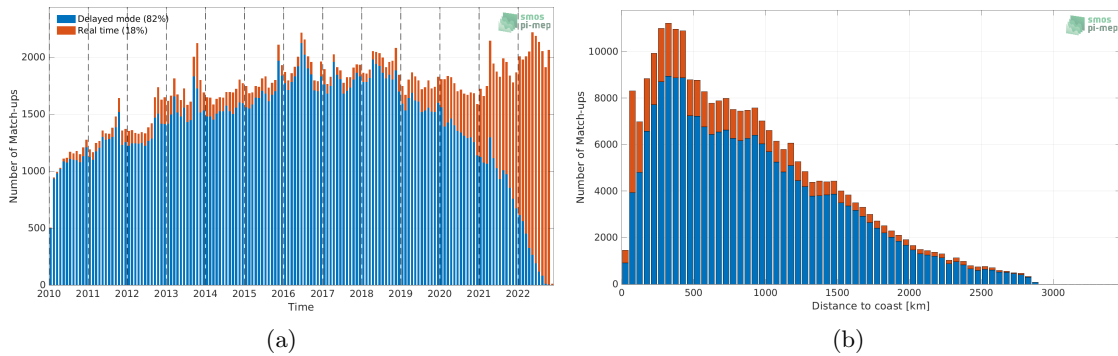 Delayed mode (82%)
Real time (18%)
smos
pi-mep
Number of Match-ups
2000
1500
1000
500
0
2010 2011 2012 2013 2014 2015 2016 2017 2018 2019 2020 2021 2022
Time
(a)
smos
pi-mep
Number of Match-ups
10000
8000
6000
4000
2000
0
0 500 1000 1500 2000 2500 3000
Distance to coast [km]
(b)